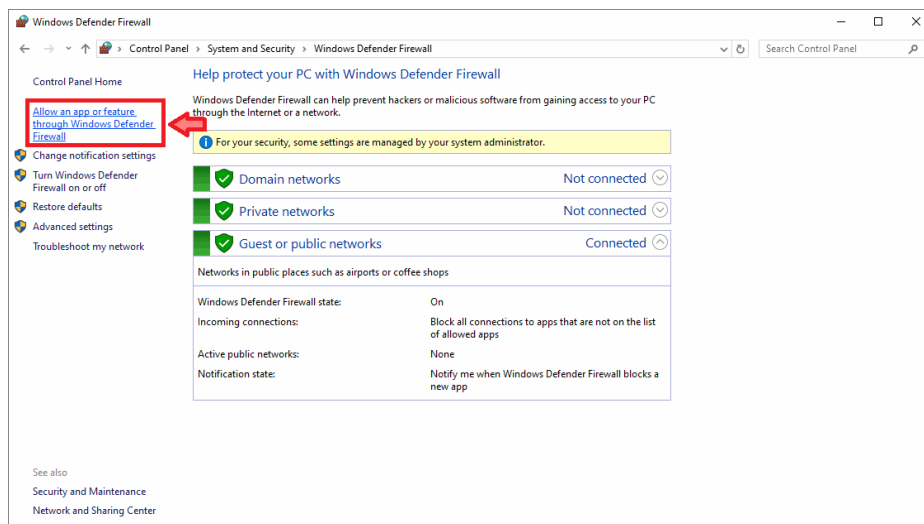 Windows Defender Firewall
Control Panel > System and Security > Windows Defender Firewall
Search Control Panel
Control Panel Home
Allow an app or feature
through Windows Defender
Firewall
Change notification settings
Turn Windows Defender
Firewall on or off
Restore defaults
Advanced settings
Troubleshoot my network
See also
Security and Maintenance
Network and Sharing Center
Help protect your PC with Windows Defender Firewall
Windows Defender Firewall can help prevent hackers or malicious software from gaining access to your PC
through the Internet or a network.
For your security, some settings are managed by your system administrator.
Domain networks Not connected
Private networks Not connected
Guest or public networks Connected
Networks in public places such as airports or coffee shops
Windows Defender Firewall state: On
Incoming connections: Block all connections to apps that are not on the list
of allowed apps
Active public networks: None
Notification state: Notify me when Windows Defender Firewall blocks a
new app